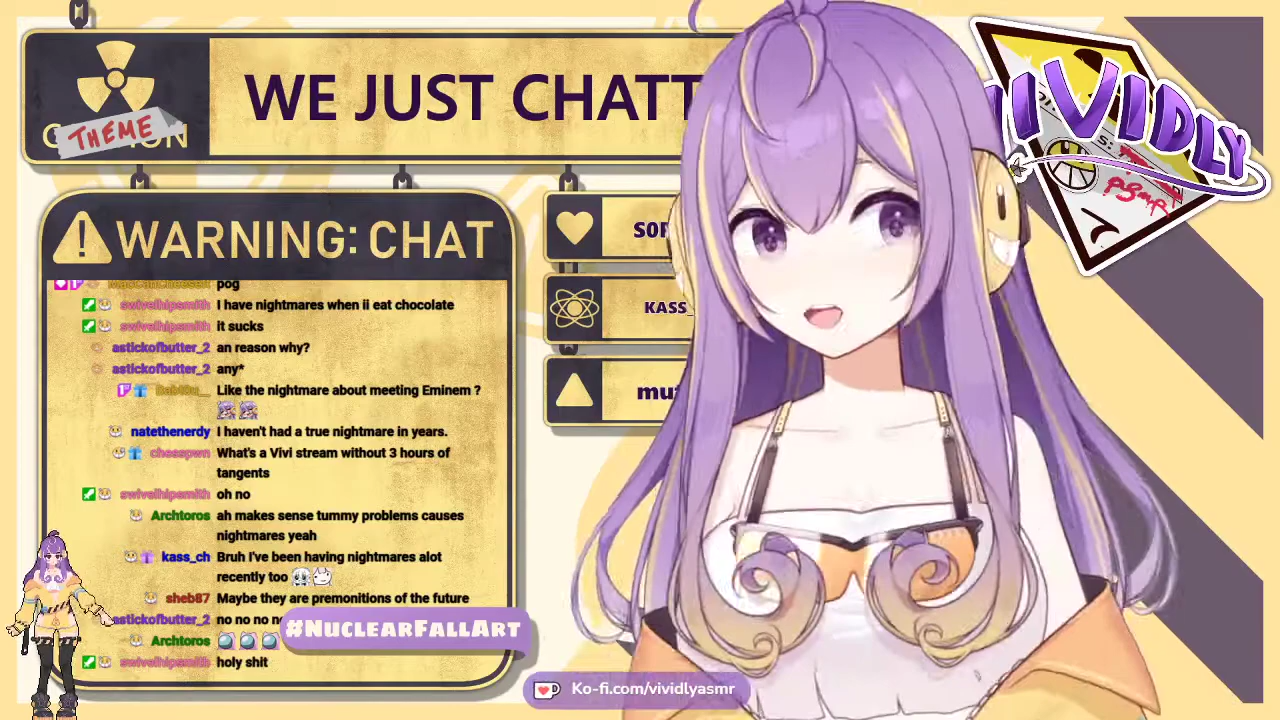 WE JUST CHATT
THEME
VIVIDLY
WARNING: CHAT
pog
swivelhipsmith I have nightmares when ii eat chocolate
swivelhipsmith it sucks
astickofbutter_2 an reason why?
astickofbutter_2 any*
Like the nightmare about meeting Eminem ?
natethenerdy I haven't had a true nightmare in years.
chesspwn What's a Vivi stream without 3 hours of
tangents
swivelhipsmith oh no
Archtoros ah makes sense tummy problems causes
nightmares yeah
kass_ch Bruh I've been having nightmares alot
recently too
sheb87 Maybe they are premonitions of the future
astickofbutter_2 no no no n
Archtoros
swivelhipsmith holy shit
KASS_
#NuclearFallArt
Ko-fi.com/vividlyasmr